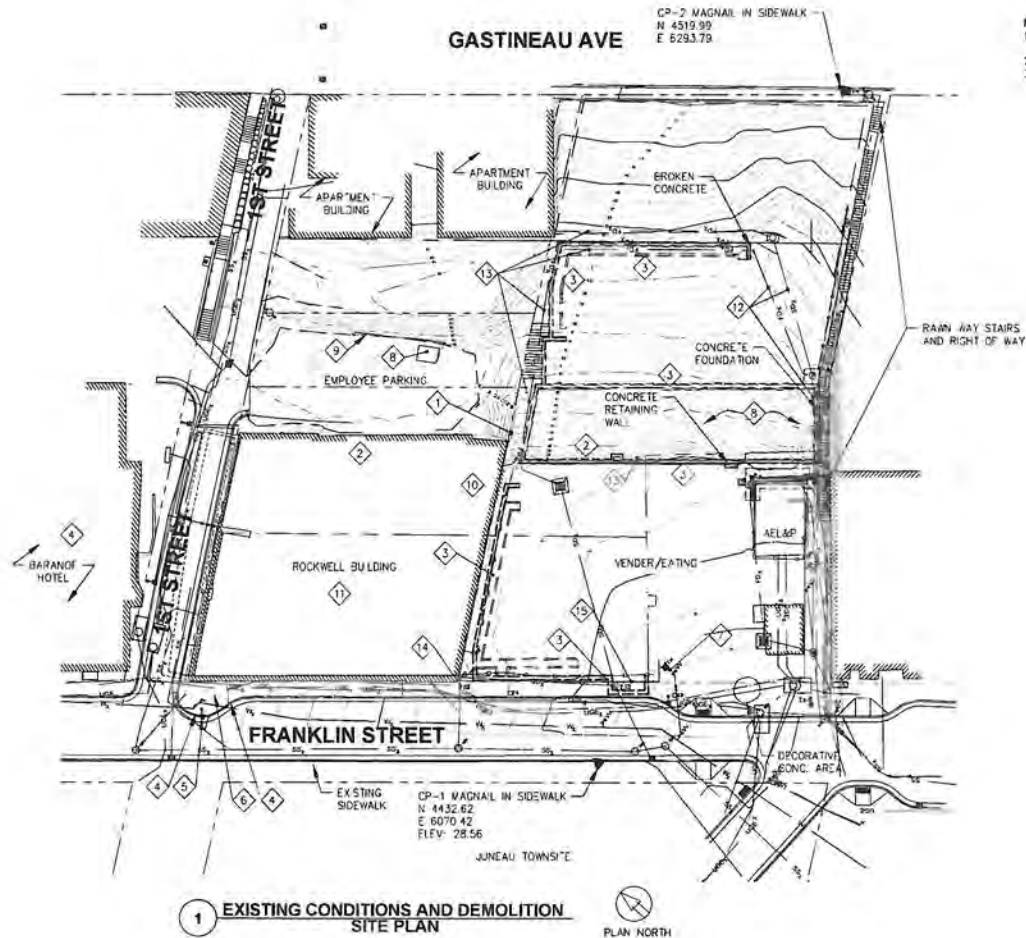 CP-2 MAGNAIL IN SIDEWALK
N 4519.99
E 6293.79
GASTINEAU AVE
1ST STREET
APARTMENT
BUILDING
APARTMENT
BUILDING
BROKEN
CONCRETE
13
3
3
12
RAWN WAY STAIRS
AND RIGHT OF WAY
9
8
EMPLOYEE PARKING
CONCRETE
FOUNDATION
3
1
CONCRETE
RETAINING
WALL
8
2
2
13
3
10
4
BARANOF
HOTEL
AEL&P
1ST STREET
ROCKWELL BUILDING
11
3
VENDER/EATING
15
7
14
3
FRANKLIN STREET
DECORATIVE
CONC. AREA
4
5
6
4
EXISTING
SIDEWALK
CP-1 MAGNAIL IN SIDEWALK
N 4432.62
E 6070.42
ELEV: 28.56
JUNEAU TOWNSITE
1
EXISTING CONDITIONS AND DEMOLITION
SITE PLAN
PLAN NORTH